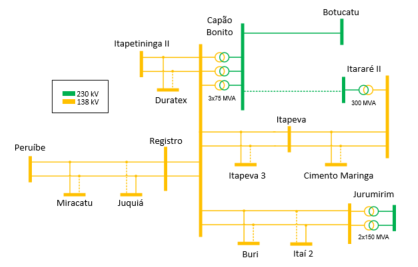 Botucatu
Capão
Bonito
Itapetininga II
Itararé II
230 kV
138 kV
Duratex
3x75 MVA
300 MVA
Itapeva
Registro
Peruíbe
Itapeva 3
Cimento Maringa
Miracatu
Juquiá
Jurumirim
2x150 MVA
Buri
Itaí 2